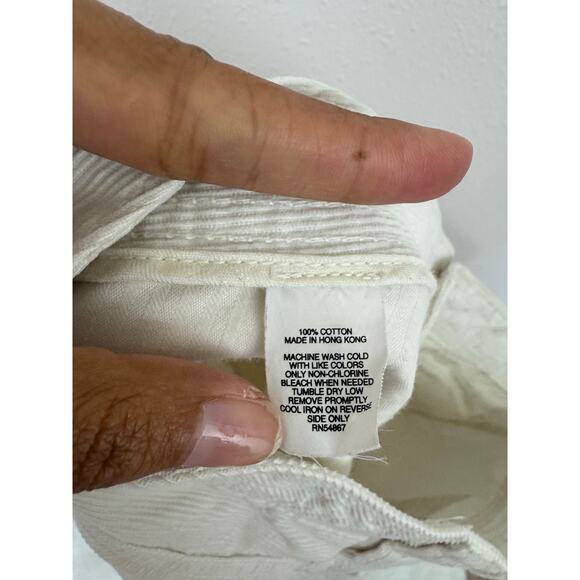 100% COTTON
MADE IN HONG KONG
MACHINE WASH COLD
WITH LIKE COLORS
ONLY NON-CHLORINE
BLEACH WHEN NEEDED
TUMBLE DRY LOW
REMOVE PROMPTLY
COOL IRON ON REVERSE
SIDE ONLY
RN54867